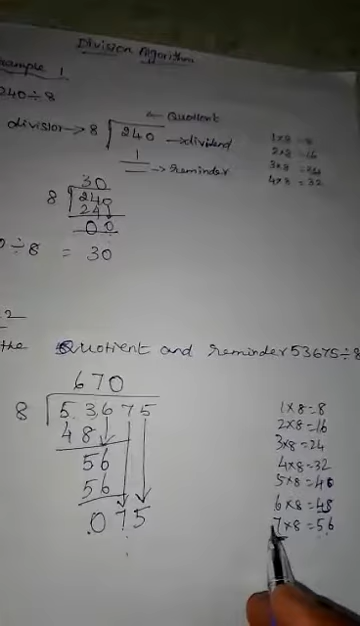 Division Algorithm
example 1
240 ÷ 8
← Quotient
divisior → 8 240 → dividend
1 → reminder
1×8 = 8
2×8 = 16
3×8 = 24
4×8 = 32
30
8 240
24
00
÷ 8 = 30
2
the Quotient and reminder 53675 ÷ 8
670
8 53675
48
56
56
075
1×8=8
2×8=16
3×8=24
4×8=32
5×8=40
6×8=48
7×8=56